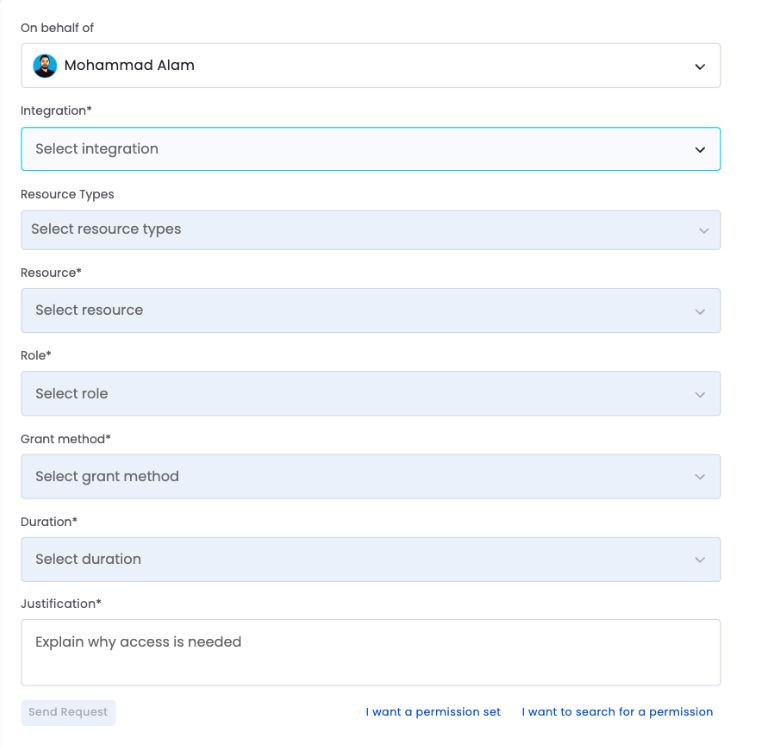 On behalf of
Mohammad Alam
Integration*
Select integration
Resource Types
Select resource types
Resource*
Select resource
Role*
Select role
Grant method*
Select grant method
Duration*
Select duration
Justification*
Explain why access is needed
Send Request I want a permission set I want to search for a permission